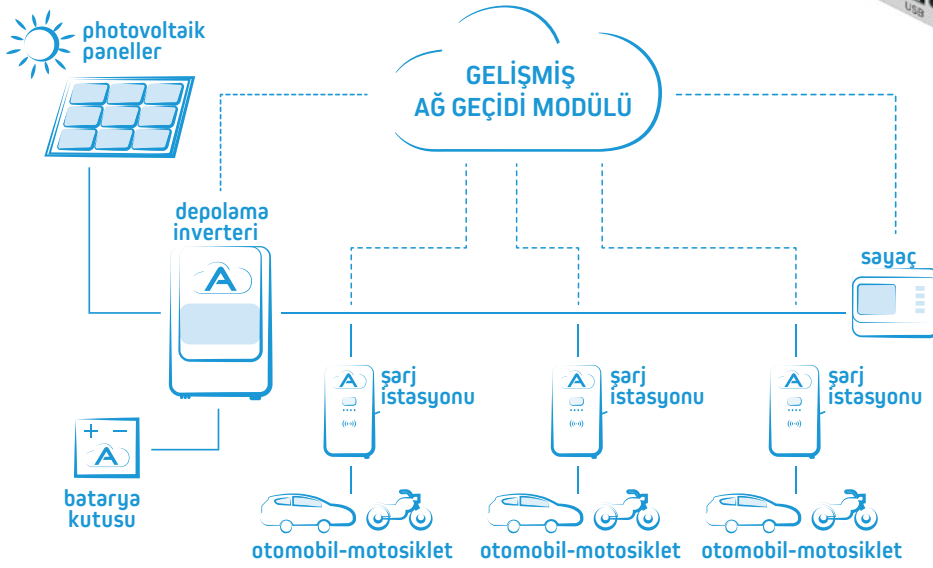 USB
photovoltaik
paneller
GELİŞMİŞ
AĞ GEÇİDİ MODÜLÜ
depolama
inverteri
sayaç
A
A
şarj
istasyonu
A
şarj
istasyonu
A
şarj
istasyonu
+ −
A
batarya
kutusu
otomobil-motosiklet
otomobil-motosiklet
otomobil-motosiklet